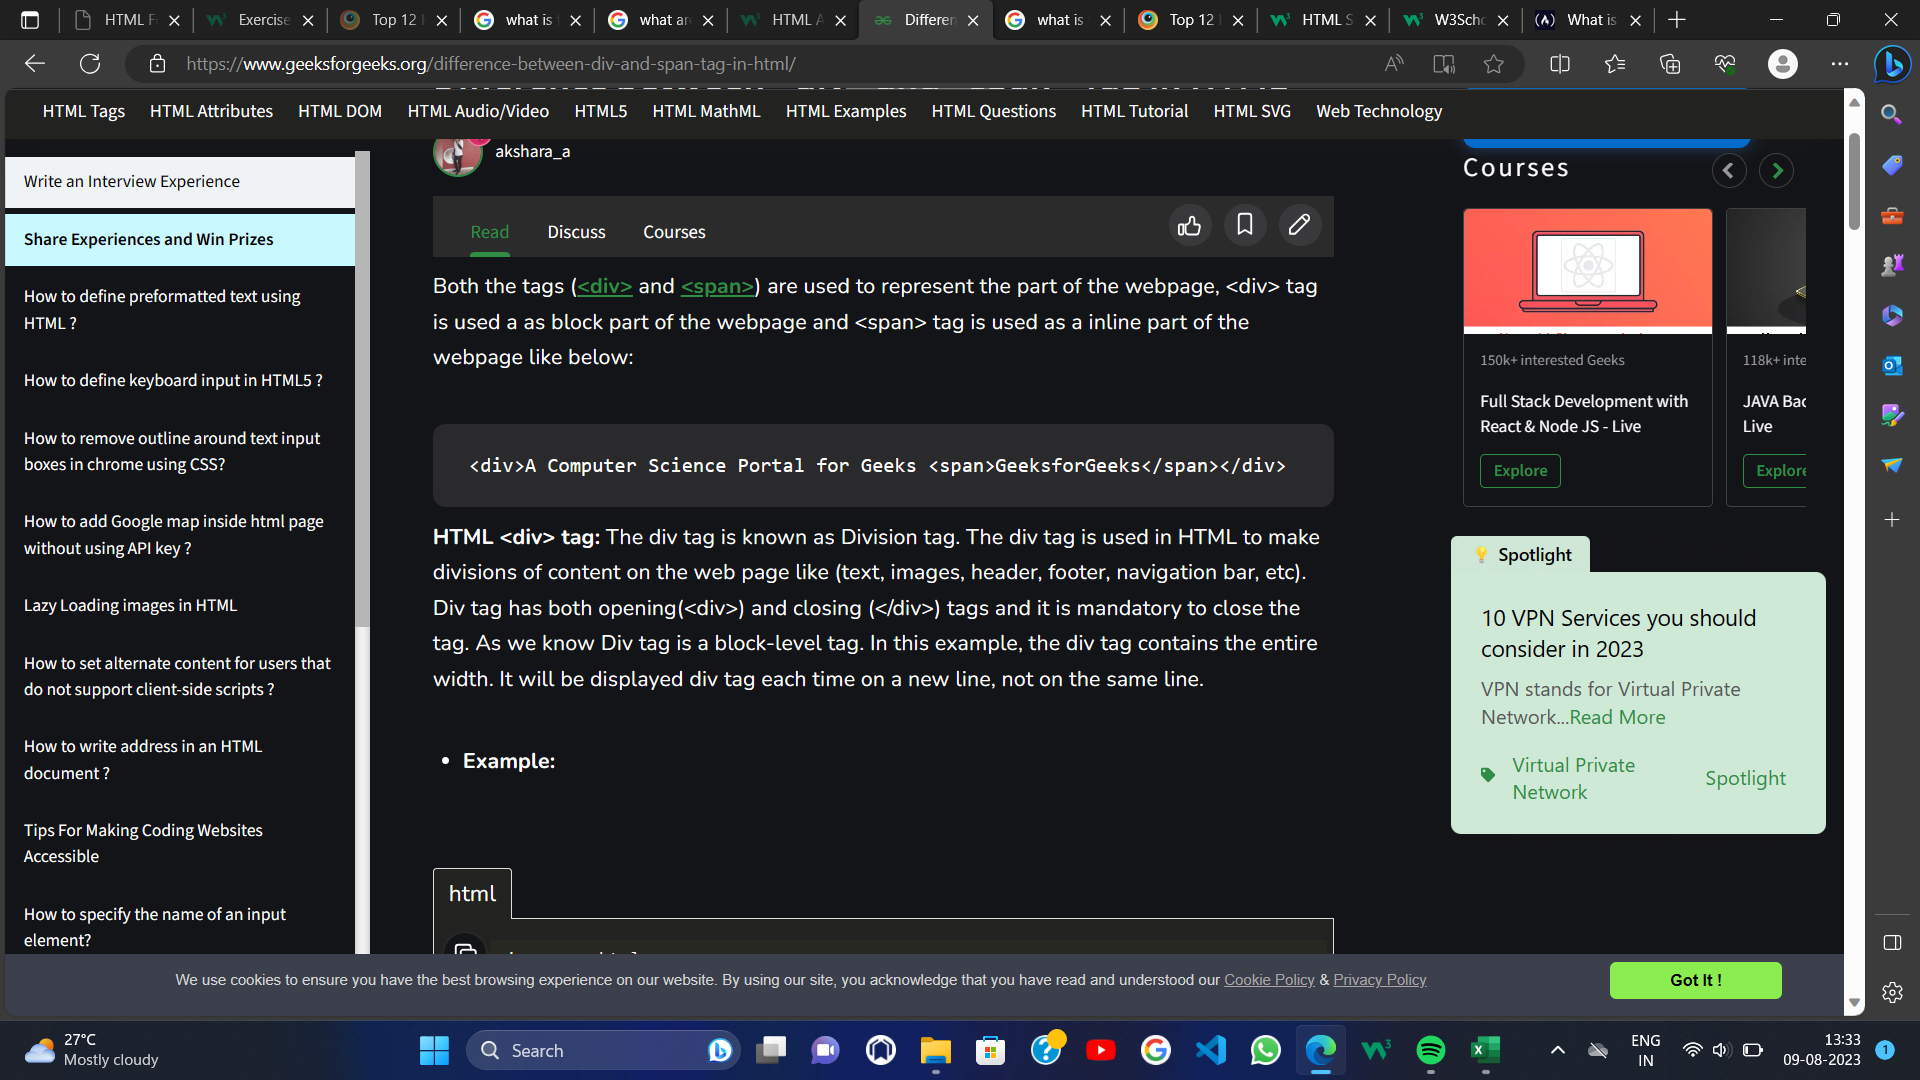 HTML F
Exercise
Top 12
what is
what ar
HTML A
Differen
what is
Top 12
HTML S
W3Scho
What is
https://www.geeksforgeeks.org/difference-between-div-and-span-tag-in-html/
HTML Tags HTML Attributes HTML DOM HTML Audio/Video HTML5 HTML MathML HTML Examples HTML Questions HTML Tutorial HTML SVG Web Technology
akshara_a
Write an Interview Experience
Share Experiences and Win Prizes
How to define preformatted text using
HTML ?
How to define keyboard input in HTML5 ?
How to remove outline around text input
boxes in chrome using CSS?
How to add Google map inside html page
without using API key ?
Lazy Loading images in HTML
How to set alternate content for users that
do not support client-side scripts ?
How to write address in an HTML
document ?
Tips For Making Coding Websites
Accessible
How to specify the name of an input
element?
Read Discuss Courses
Both the tags (<div> and <span>) are used to represent the part of the webpage, <div> tag
is used a as block part of the webpage and <span> tag is used as a inline part of the
webpage like below:
<div>A Computer Science Portal for Geeks <span>GeeksforGeeks</span></div>
HTML <div> tag: The div tag is known as Division tag. The div tag is used in HTML to make
divisions of content on the web page like (text, images, header, footer, navigation bar, etc).
Div tag has both opening(<div>) and closing (</div>) tags and it is mandatory to close the
tag. As we know Div tag is a block-level tag. In this example, the div tag contains the entire
width. It will be displayed div tag each time on a new line, not on the same line.
• Example:
html
Courses
150k+ interested Geeks
Full Stack Development with
React & Node JS - Live
Explore
118k+ inte
JAVA Bac
Live
Explore
Spotlight
10 VPN Services you should
consider in 2023
VPN stands for Virtual Private
Network...Read More
Virtual Private
Network
Spotlight
We use cookies to ensure you have the best browsing experience on our website. By using our site, you acknowledge that you have read and understood our Cookie Policy & Privacy Policy
Got It !
27°C
Mostly cloudy
Search
ENG
IN
13:33
09-08-2023
1